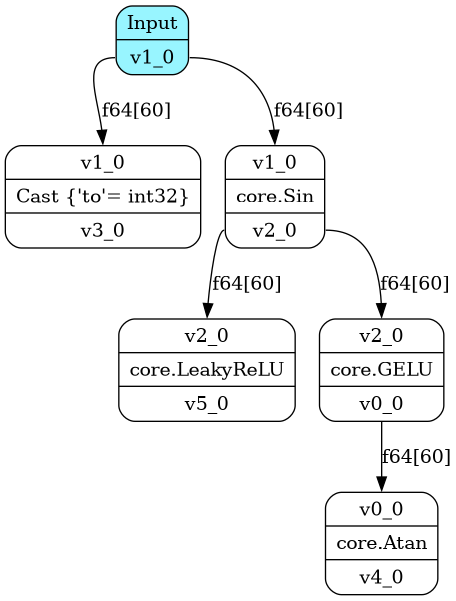 Input
v1_0
f64[60]
f64[60]
v1_0
Cast {'to'= int32}
v3_0
v1_0
core.Sin
v2_0
f64[60]
f64[60]
v2_0
core.LeakyReLU
v5_0
v2_0
core.GELU
v0_0
f64[60]
v0_0
core.Atan
v4_0